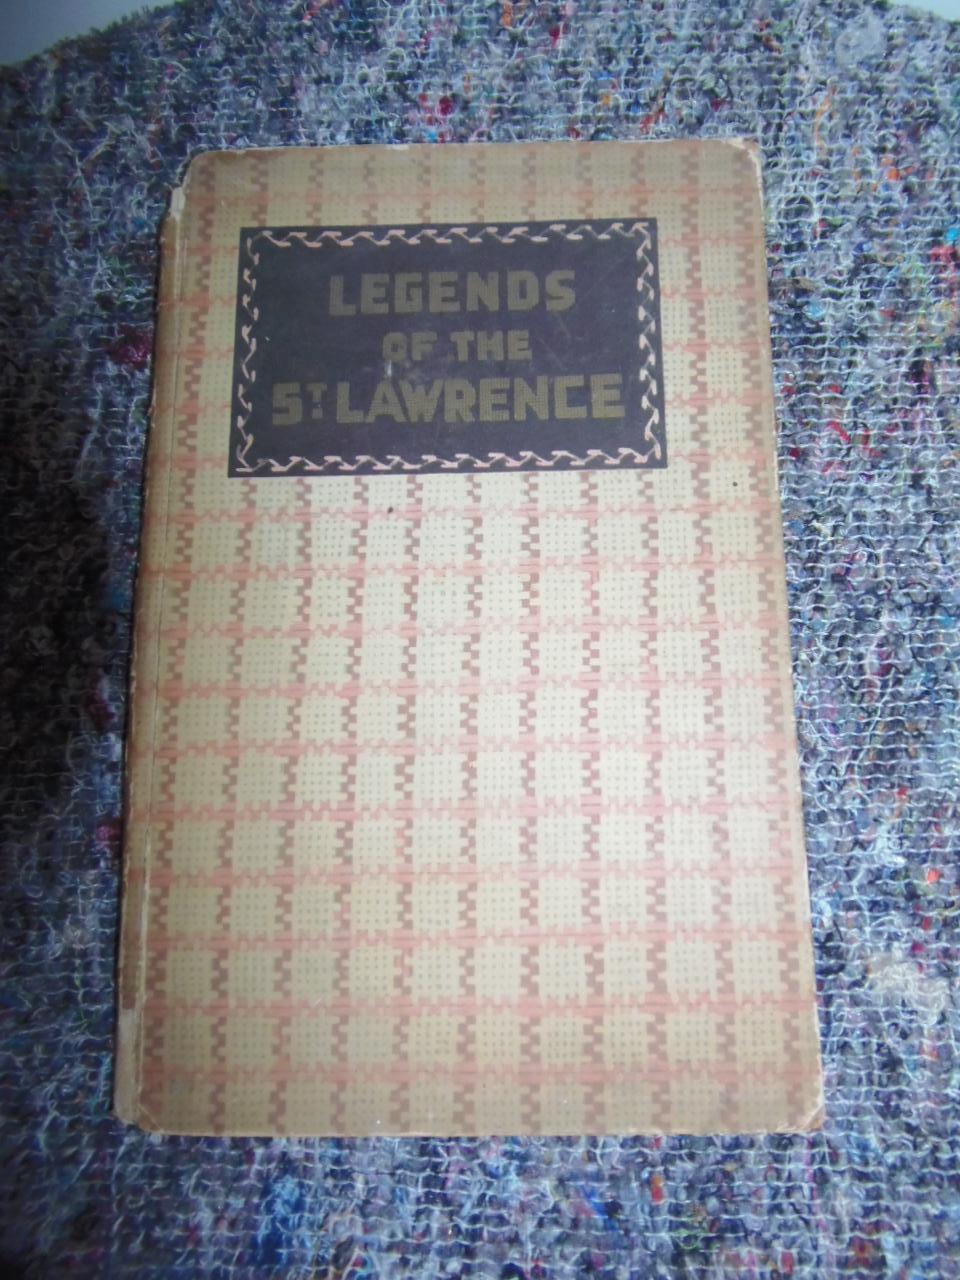 LEGENDS
OF THE
ST. LAWRENCE